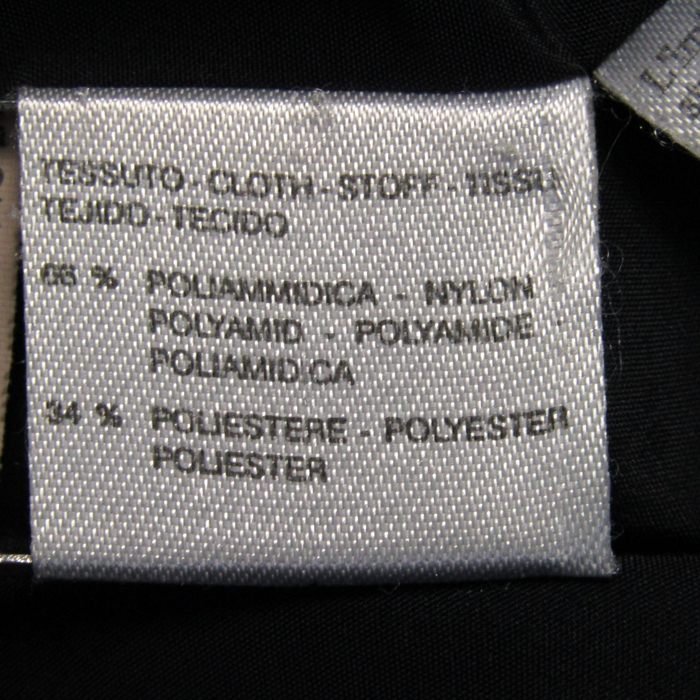 TESSUTO - CLOTH - STOFF - TISSU
TEJIDO - TECIDO
66 % POLIAMMIDICA - NYLON
POLYAMID - POLYAMIDE
POLIAMIDICA
34 % POLIESTERE - POLYESTER
POLIESTER